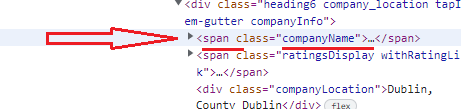 <div class="heading6 company_location tapI
em-gutter companyInfo">
<span class="companyName">…</span>
<span class="ratingsDisplay withRatingLi
k">…</span>
<div class="companyLocation">Dublin,
County Dublin</div> flex